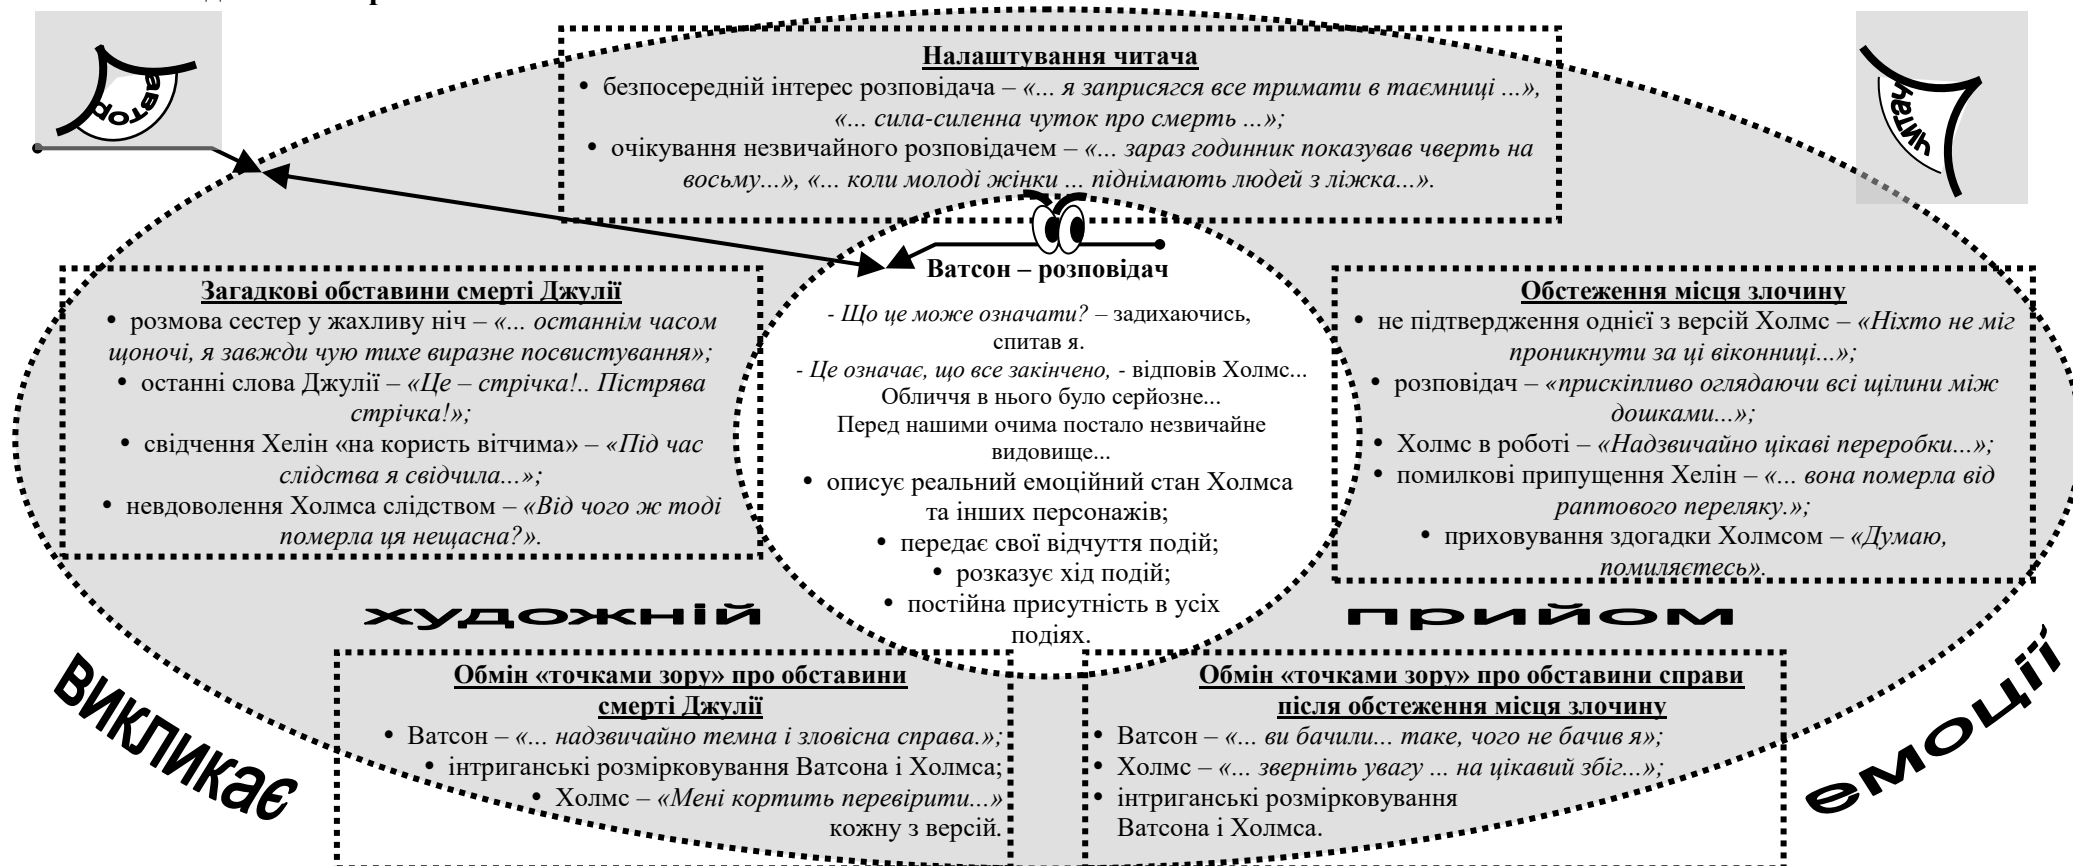 автор
читач
Налаштування читача
• безпосередній інтерес розповідача – «... я заприсягся все тримати в таємниці ...»,
«... сила-силенна чуток про смерть ...»;
• очікування незвичайного розповідачем – «... зараз годинник показував чверть на
восьму...», «... коли молоді жінки ... піднімають людей з ліжка...».
Загадкові обставини смерті Джулії
• розмова сестер у жахливу ніч – «... останнім часом
щоночі, я завжди чую тихе виразне посвистування»;
• останні слова Джулії – «Це – стрічка!.. Пістрява
стрічка!»;
• свідчення Хелін «на користь вітчима» – «Під час
слідства я свідчила...»;
• невдоволення Холмса слідством – «Від чого ж тоді
померла ця нещасна?».
Ватсон – розповідач
- Що це може означати? – задихаючись,
спитав я.
- Це означає, що все закінчено, - відповів Холмс...
Обличчя в нього було серйозне...
Перед нашими очима постало незвичайне
видовище...
• описує реальний емоційний стан Холмса
та інших персонажів;
• передає свої відчуття подій;
• розказує хід подій;
• постійна присутність в усіх
подіях.
Обстеження місця злочину
• не підтвердження однієї з версій Холмс – «Ніхто не міг
проникнути за ці віконниці...»;
• розповідач – «прискіпливо оглядаючи всі щілини між
дошками...»;
• Холмс в роботі – «Надзвичайно цікаві переробки...»;
• помилкові припущення Хелін – «... вона померла від
раптового переляку.»;
• приховування здогадки Холмсом – «Думаю,
помиляєтесь».
художній
прийом
викликає
емоції
Обмін «точками зору» про обставини
смерті Джулії
• Ватсон – «... надзвичайно темна і зловісна справа.»;
• інтриганські розмірковування Ватсона і Холмса;
• Холмс – «Мені кортить перевірити...»
кожну з версій.
Обмін «точками зору» про обставини справи
після обстеження місця злочину
• Ватсон – «... ви бачили... таке, чого не бачив я»;
• Холмс – «... зверніть увагу ... на цікавий збіг...»;
• інтриганські розмірковування
Ватсона і Холмса.